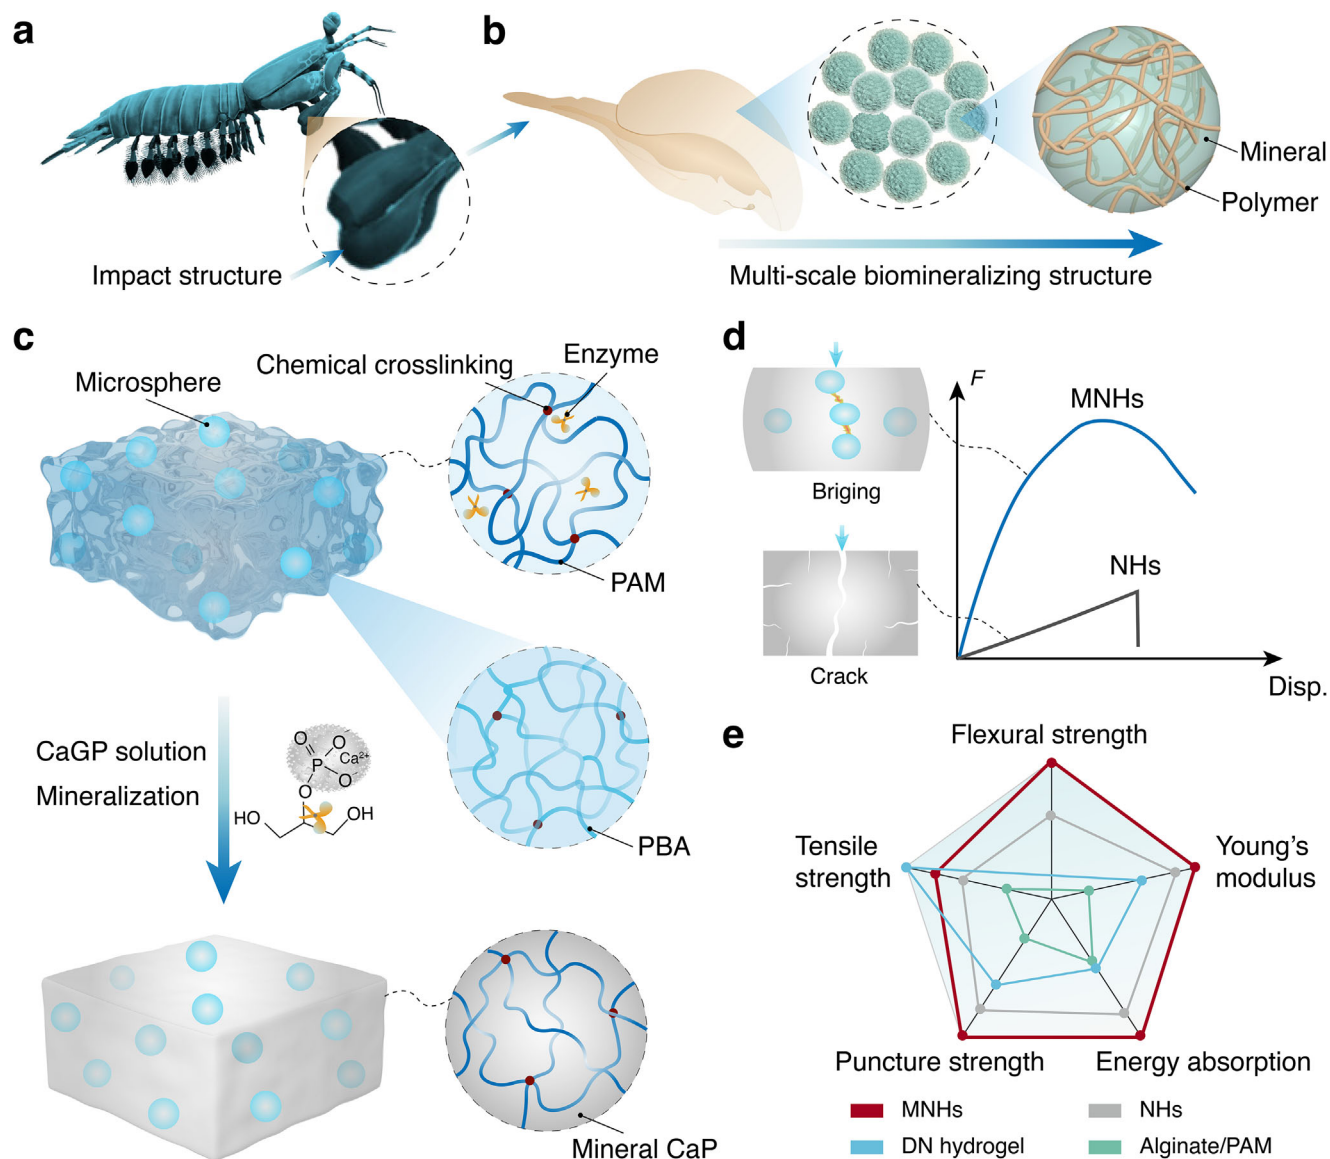 a
Impact structure
b
Mineral
Polymer
Multi-scale biomineralizing structure
c
Microsphere
Chemical crosslinking
Enzyme
PAM
CaGP solution
Mineralization
O
O⁻
P
Ca²⁺
O⁻
O
HO
OH
PBA
Mineral CaP
d
F
MNHs
Briging
NHs
Crack
Disp.
e
Flexural strength
Tensile
strength
Young's
modulus
Puncture strength
Energy absorption
MNHs
NHs
DN hydrogel
Alginate/PAM